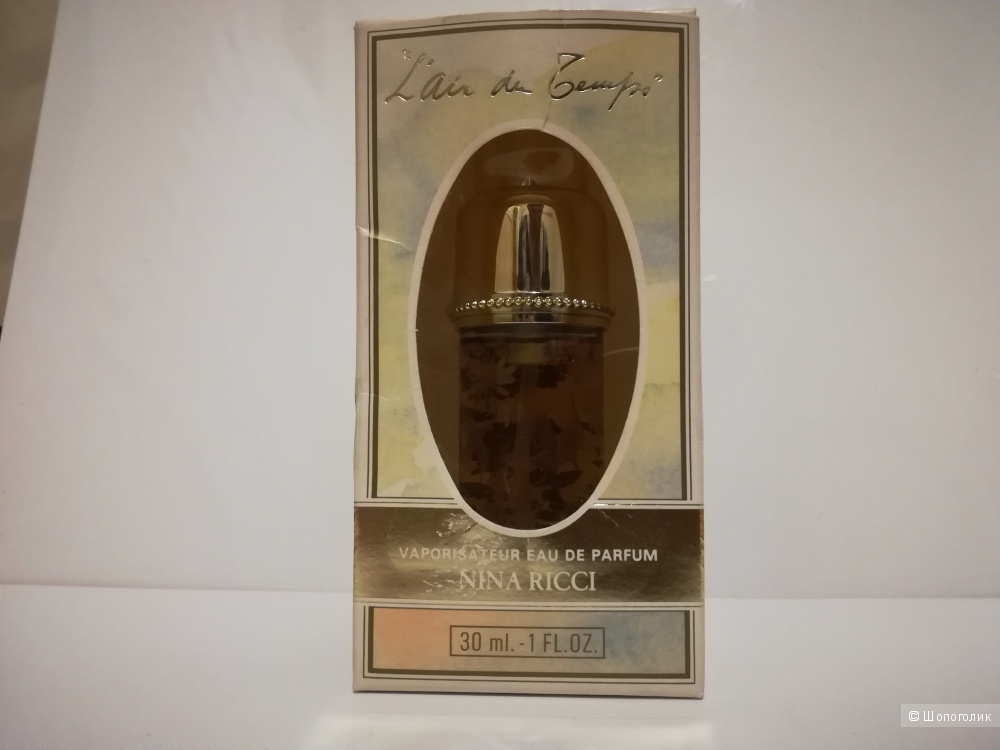 "L'air du Temps"
VAPORISATEUR EAU DE PARFUM
NINA RICCI
30 ml. - 1 FL.OZ.
© Шопоголик